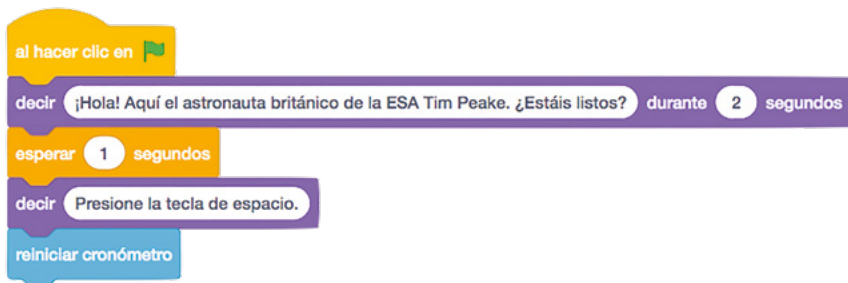 al hacer clic en
decir ¡Hola! Aquí el astronauta británico de la ESA Tim Peake. ¿Estáis listos? durante 2 segundos
esperar 1 segundos
decir Presione la tecla de espacio.
reiniciar cronómetro